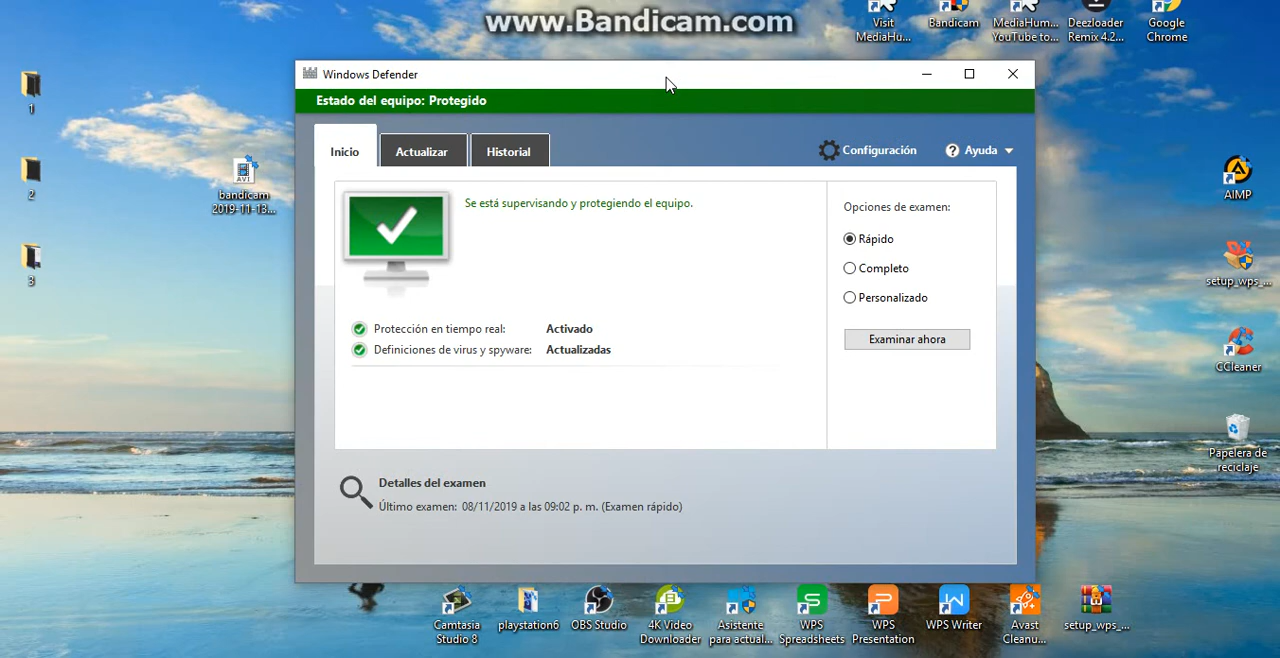 www.Bandicam.com
Visit
MediaHu...
Bandicam
MediaHum...
YouTube to...
Deezloader
Remix 4.2...
Google
Chrome
Windows Defender
Estado del equipo: Protegido
Inicio
Actualizar
Historial
Configuración
? Ayuda
1
2
3
AVI
bandicam
2019-11-13...
Se está supervisando y protegiendo el equipo.
Protección en tiempo real: Activado
Definiciones de virus y spyware: Actualizadas
Opciones de examen:
Rápido
Completo
Personalizado
Examinar ahora
Detalles del examen
Último examen: 08/11/2019 a las 09:02 p. m. (Examen rápido)
AIMP
setup_wps_...
CCleaner
Papelera de
reciclaje
Camtasia
Studio 8
playstation6
OBS Studio
4K Video
Downloader
Asistente
para actual...
S
WPS
Spreadsheets
P
WPS
Presentation
W
WPS Writer
Avast
Cleanu...
setup_wps_...